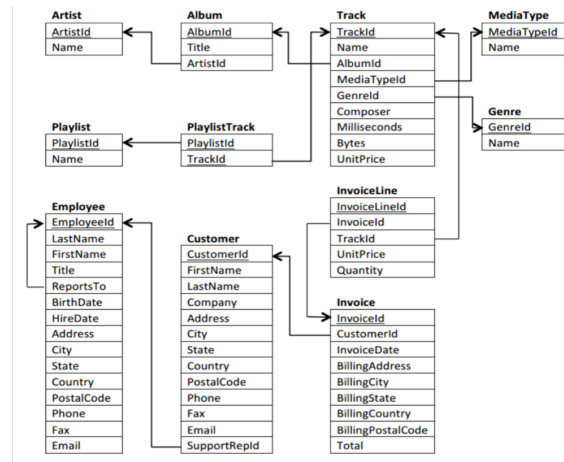 Artist
ArtistId
Name
Album
AlbumId
Title
ArtistId
Track
TrackId
Name
AlbumId
MediaTypeId
GenreId
Composer
Milliseconds
Bytes
UnitPrice
MediaType
MediaTypeId
Name
Genre
GenreId
Name
Playlist
PlaylistId
Name
PlaylistTrack
PlaylistId
TrackId
Employee
EmployeeId
LastName
FirstName
Title
ReportsTo
BirthDate
HireDate
Address
City
State
Country
PostalCode
Phone
Fax
Email
Customer
CustomerId
FirstName
LastName
Company
Address
City
State
Country
PostalCode
Phone
Fax
Email
SupportRepId
InvoiceLine
InvoiceLineId
InvoiceId
TrackId
UnitPrice
Quantity
Invoice
InvoiceId
CustomerId
InvoiceDate
BillingAddress
BillingCity
BillingState
BillingCountry
BillingPostalCode
Total